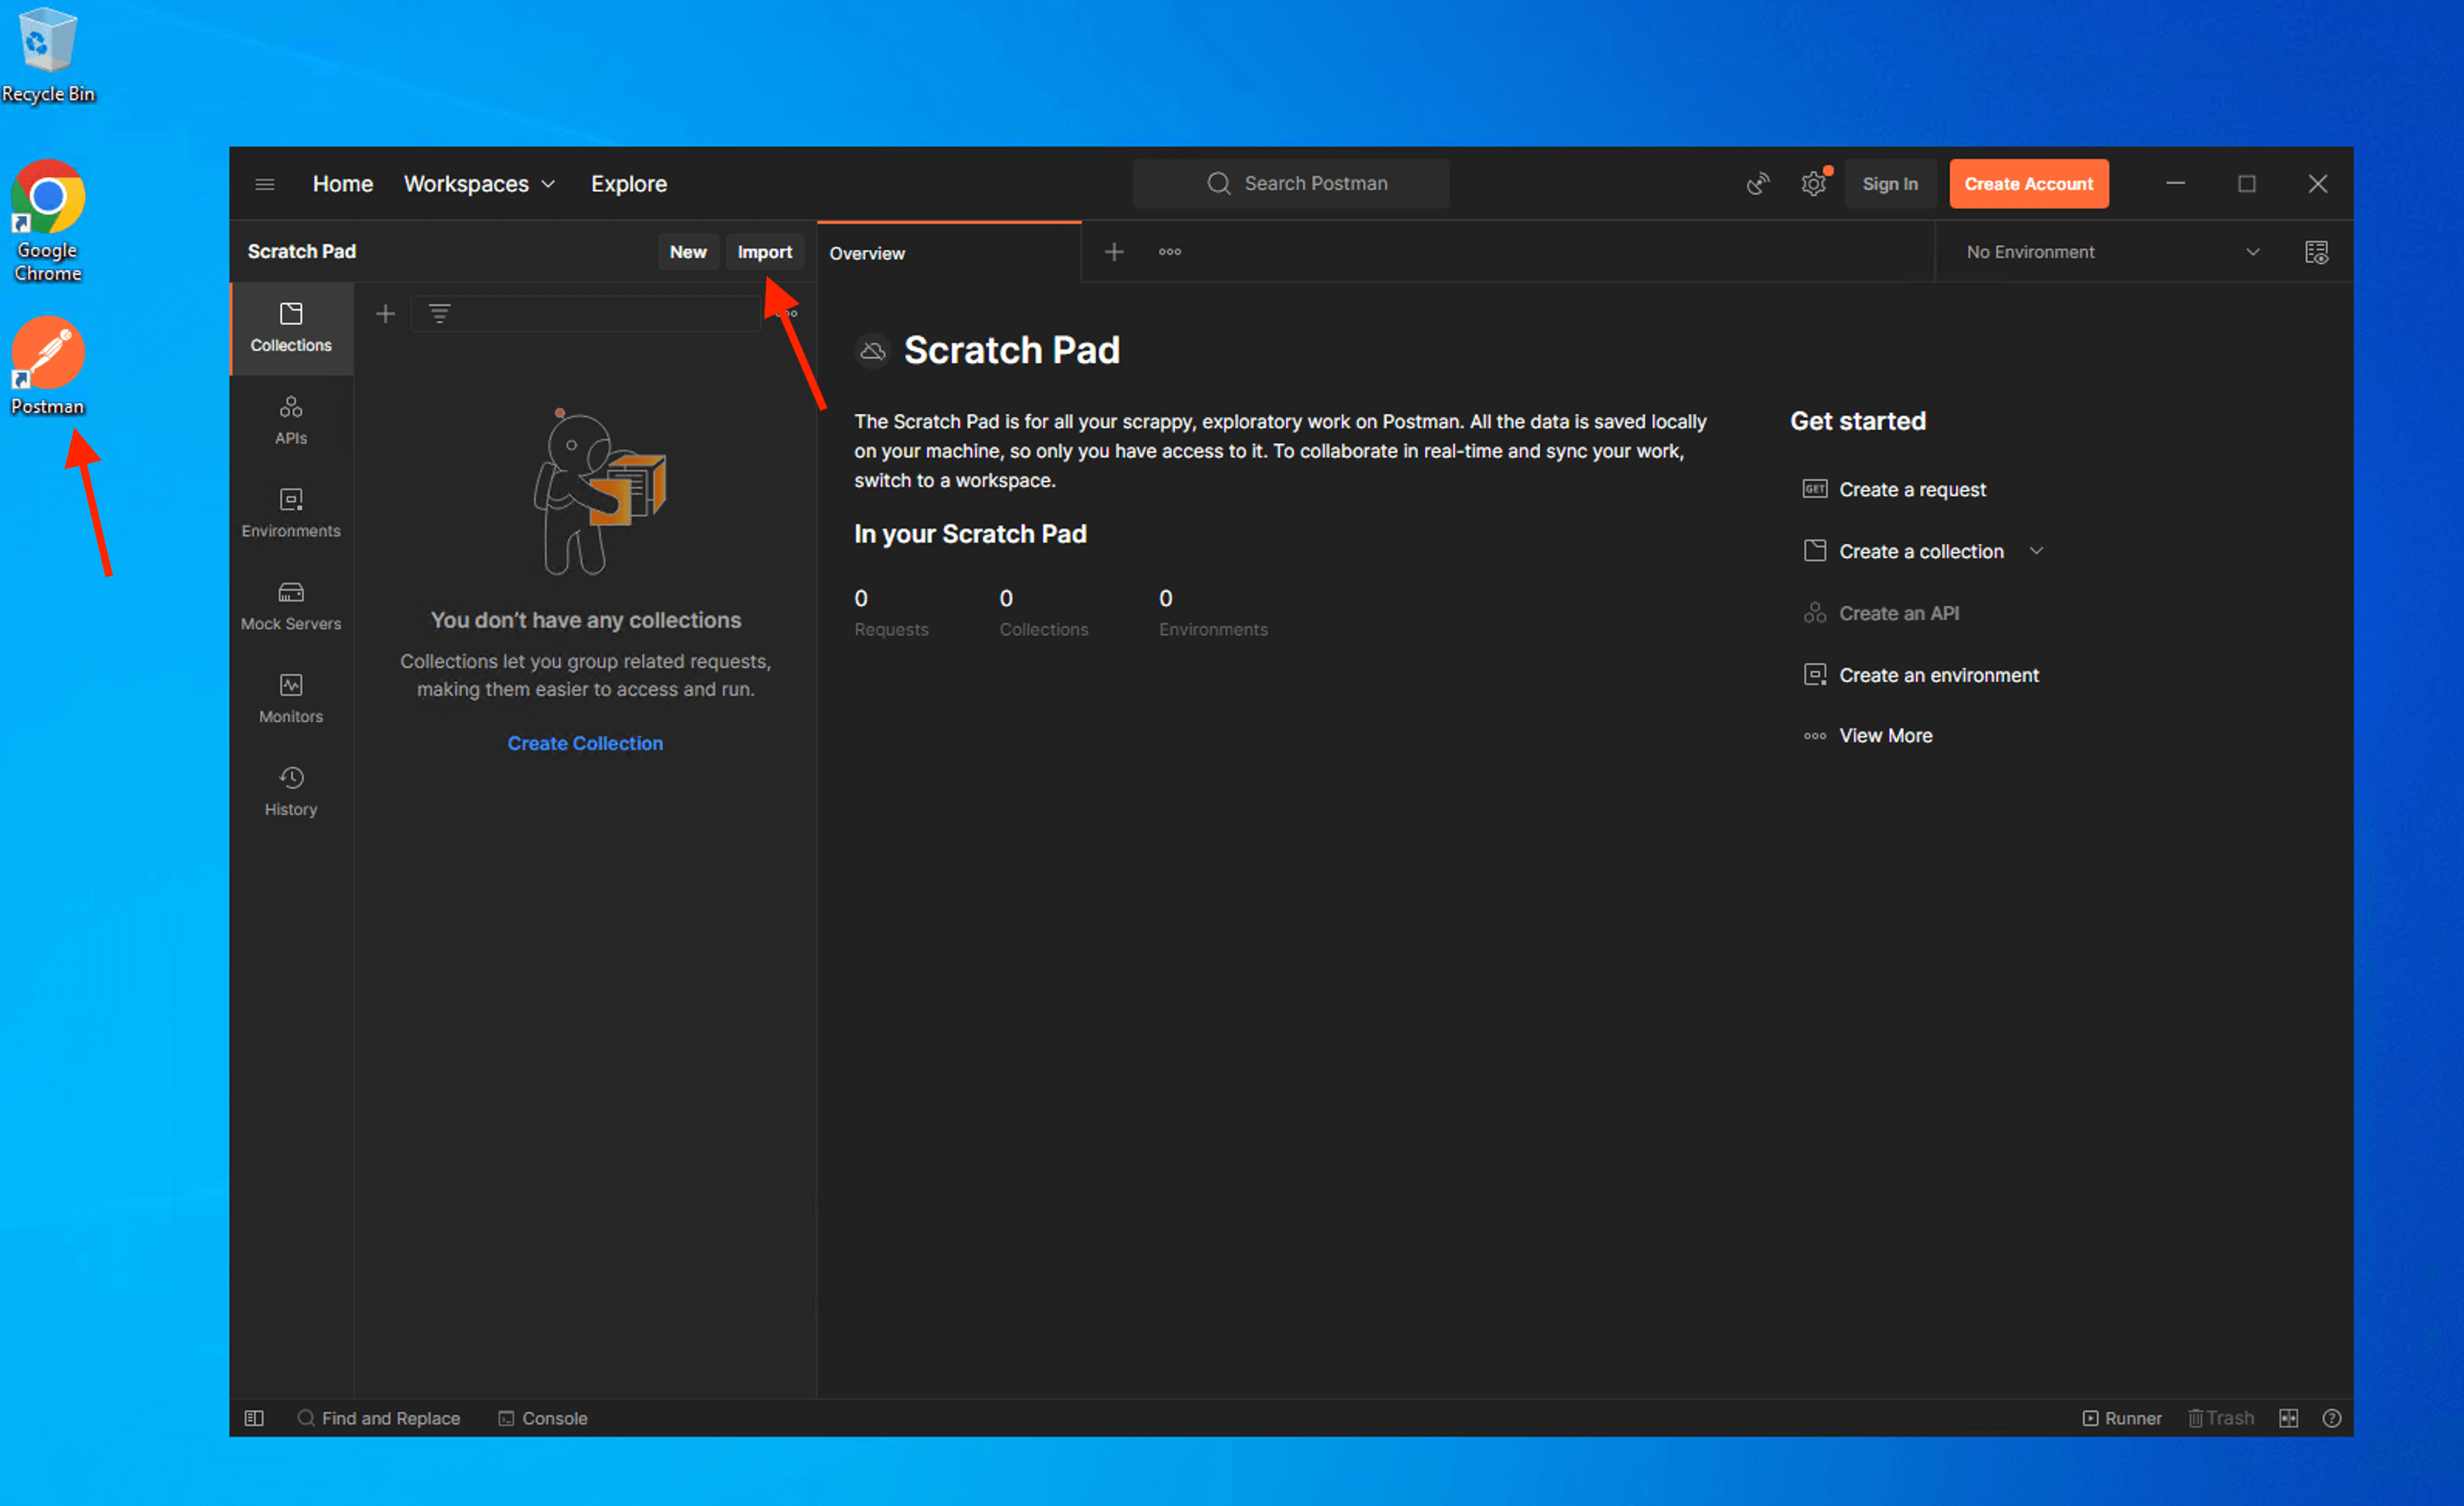 Recycle Bin
Google
Chrome
Postman
Home
Workspaces
Explore
Search Postman
Sign In
Create Account
Scratch Pad
New
Import
Overview
No Environment
Collections
APIs
Environments
Mock Servers
Monitors
History
You don’t have any collections
Collections let you group related requests,
making them easier to access and run.
Create Collection
Scratch Pad
The Scratch Pad is for all your scrappy, exploratory work on Postman. All the data is saved locally
on your machine, so only you have access to it. To collaborate in real-time and sync your work,
switch to a workspace.
In your Scratch Pad
0
Requests
0
Collections
0
Environments
Get started
GET Create a request
Create a collection
Create an API
Create an environment
View More
Find and Replace
Console
Runner
Trash